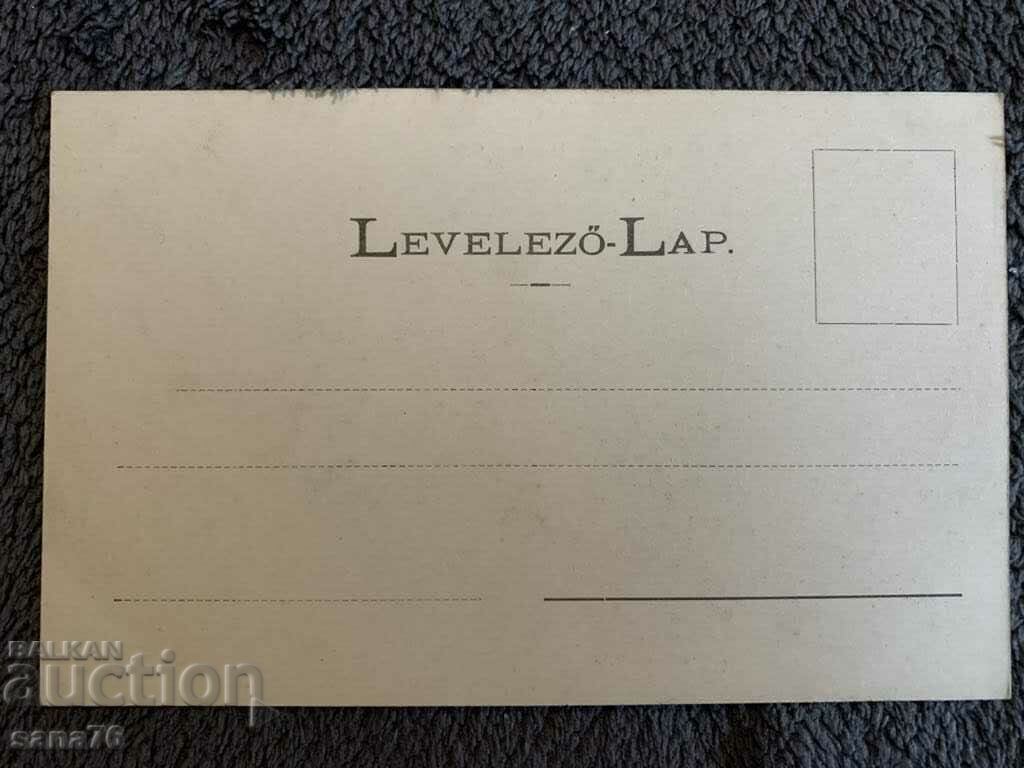 Levelező-Lap.
BALKAN
auction
sana76